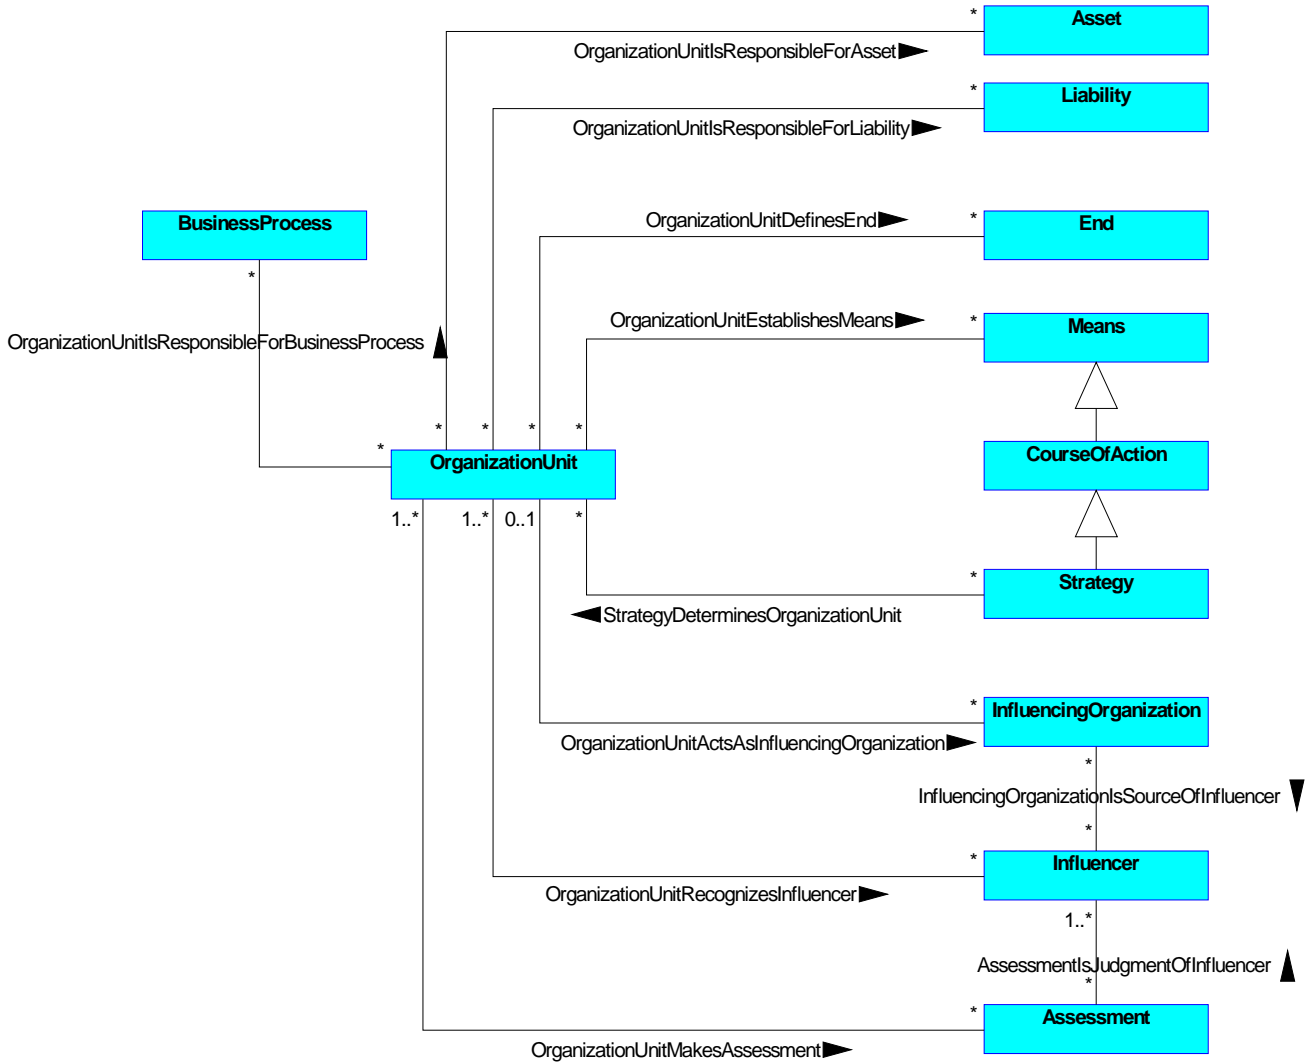 *
Asset
OrganizationUnitIsResponsibleForAsset
*
Liability
OrganizationUnitIsResponsibleForLiability
BusinessProcess
*
OrganizationUnitDefinesEnd
*
End
OrganizationUnitIsResponsibleForBusinessProcess
OrganizationUnitEstablishesMeans
*
Means
*
*
*
*
*
OrganizationUnit
CourseOfAction
1..*
1..*
0..1
*
*
Strategy
StrategyDeterminesOrganizationUnit
*
InfluencingOrganization
OrganizationUnitActsAsInfluencingOrganization
*
InfluencingOrganizationIsSourceOfInfluencer
*
*
Influencer
OrganizationUnitRecognizesInfluencer
1..*
AssessmentIsJudgmentOfInfluencer
*
*
Assessment
OrganizationUnitMakesAssessment